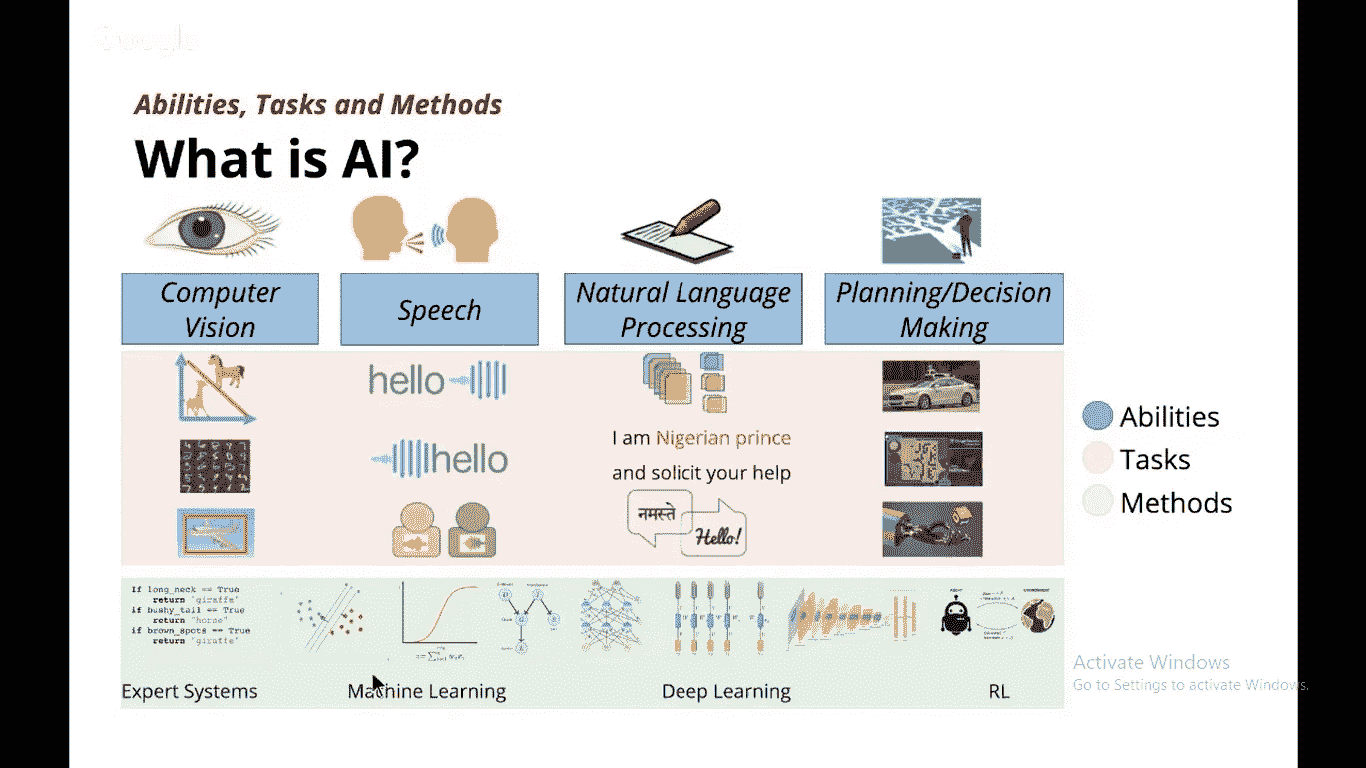 Google
Abilities, Tasks and Methods
What is AI?
Computer
Vision
Speech
Natural Language
Processing
Planning/Decision
Making
hello
hello
I am Nigerian prince
and solicit your help
नमस्ते
Hello!
Abilities
Tasks
Methods
If long_neck == True
return 'giraffe'
if bushy_tail == True
return 'horse'
if brown_spots == True
return 'giraffe'
Expert Systems
Machine Learning
Deep Learning
RL
Activate Windows
Go to Settings to activate Windows.